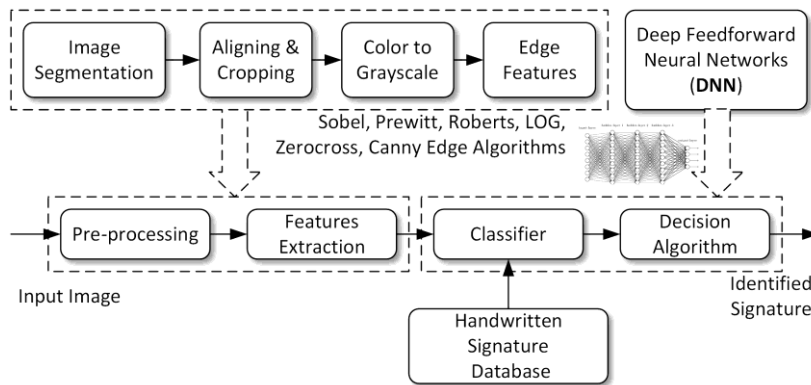 Image
Segmentation
Aligning &
Cropping
Color to
Grayscale
Edge
Features
Deep Feedforward
Neural Networks
(DNN)
Sobel, Prewitt, Roberts, LOG,
Zerocross, Canny Edge Algorithms
Pre-processing
Features
Extraction
Classifier
Decision
Algorithm
Input Image
Identified
Signature
Handwritten
Signature
Database